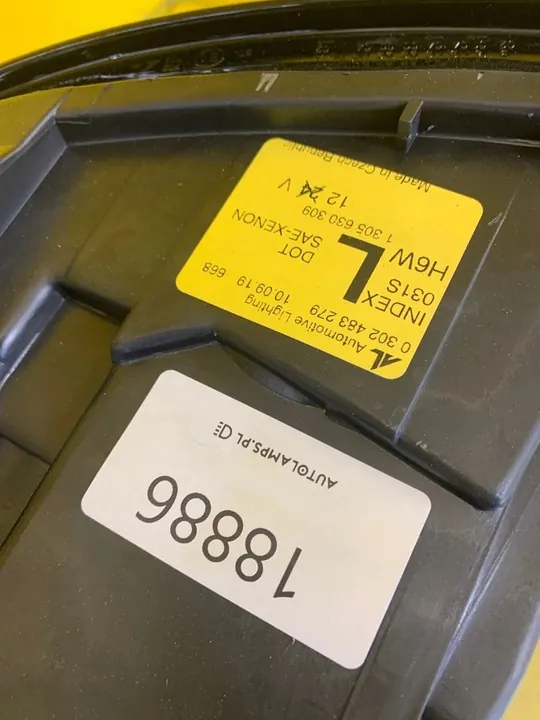 Automotive Lighting
0 302 483 279 10.09.19 668
INDEX
031S
H6W
L
DOT
SAE-XENON
1 305 630 309
12 24 V
Made in Czech Republic
AUTOLAMPS.PL
18886